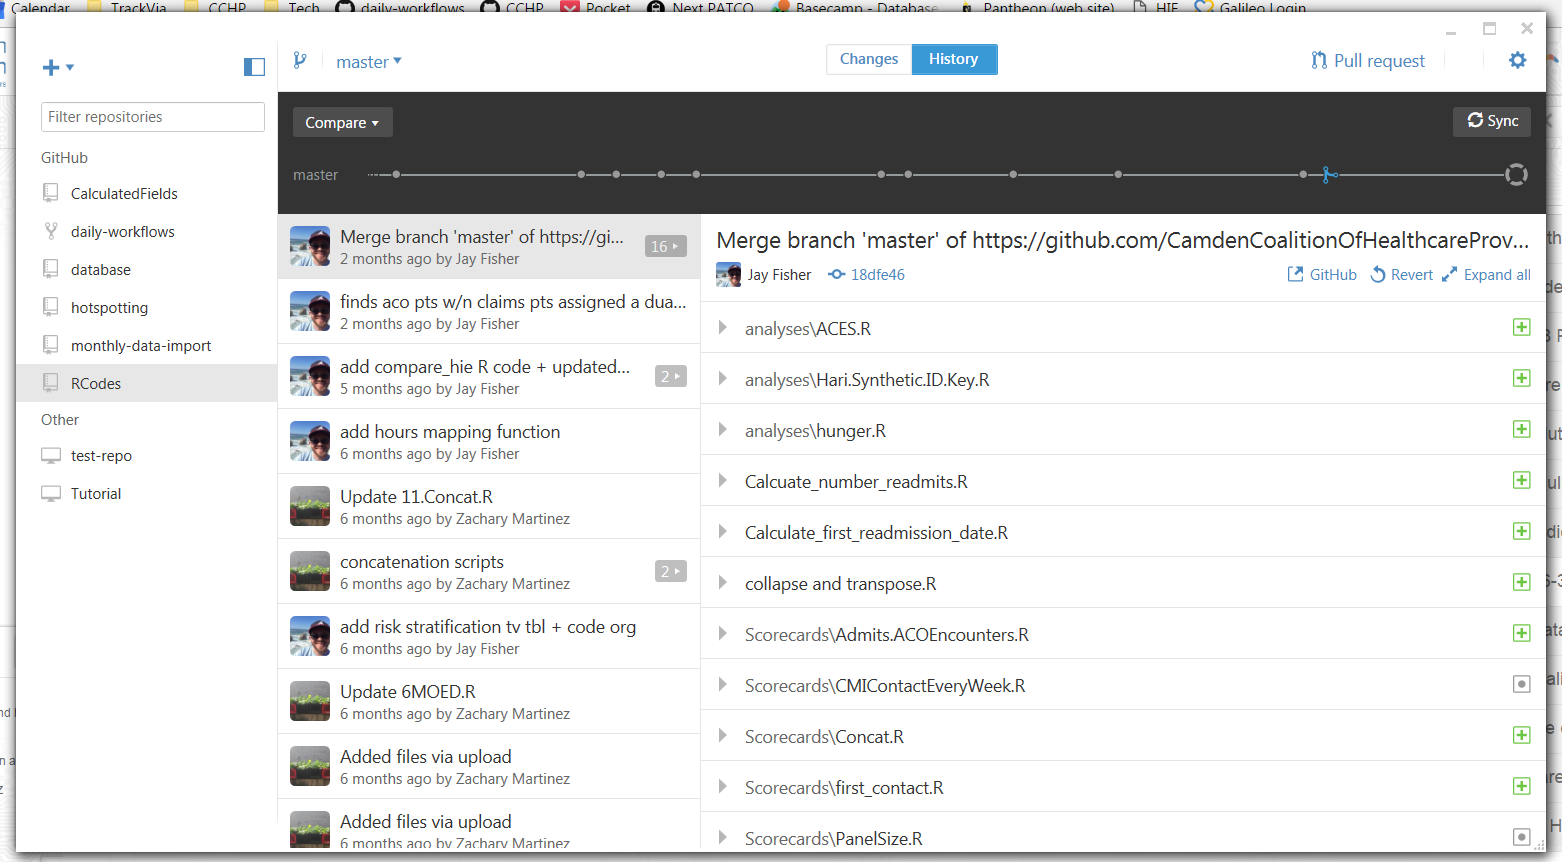 Calendar TrackVia CCHP Tech daily-workflows CCHP Pocket Next PATCO Basecamp - Database Pantheon (web site) HIE Galileo Login
master
Changes
History
Pull request
Filter repositories
GitHub
CalculatedFields
daily-workflows
database
hotspotting
monthly-data-import
RCodes
Other
test-repo
Tutorial
Compare
Sync
master
Merge branch 'master' of https://gi...
16
2 months ago by Jay Fisher
finds aco pts w/n claims pts assigned a dua...
2 months ago by Jay Fisher
add compare_hie R code + updated...
2
5 months ago by Jay Fisher
add hours mapping function
6 months ago by Jay Fisher
Update 11.Concat.R
6 months ago by Zachary Martinez
concatenation scripts
2
6 months ago by Zachary Martinez
add risk stratification tv tbl + code org
6 months ago by Jay Fisher
Update 6MOED.R
6 months ago by Zachary Martinez
Added files via upload
6 months ago by Zachary Martinez
Added files via upload
6 months ago by Zachary Martinez
Merge branch 'master' of https://github.com/CamdenCoalitionOfHealthcareProv...
Jay Fisher 18dfe46 GitHub Revert Expand all
analyses\ACES.R
analyses\Hari.Synthetic.ID.Key.R
analyses\hunger.R
Calcuate_number_readmits.R
Calculate_first_readmission_date.R
collapse and transpose.R
Scorecards\Admits.ACOEncounters.R
Scorecards\CMIContactEveryWeek.R
Scorecards\Concat.R
Scorecards\first_contact.R
Scorecards\PanelSize.R